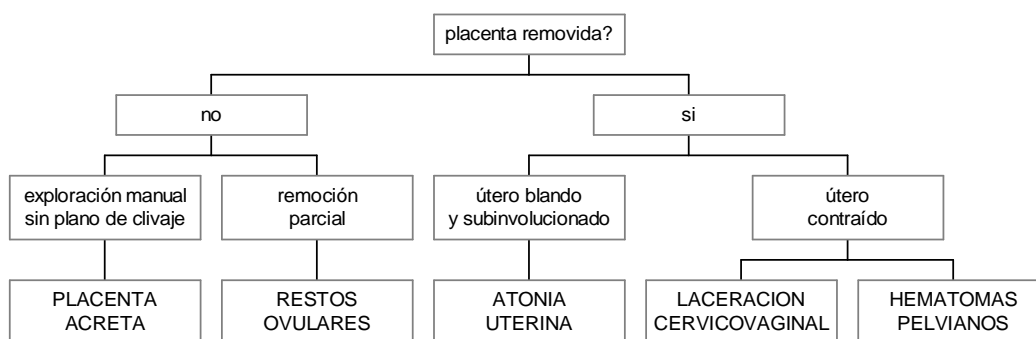 placenta removida?
no
si
exploración manual
sin plano de clivaje
remoción
parcial
útero blando
y subinvolucionado
útero
contraído
PLACENTA
ACRETA
RESTOS
OVULARES
ATONIA
UTERINA
LACERACION
CERVICOVAGINAL
HEMATOMAS
PELVIANOS